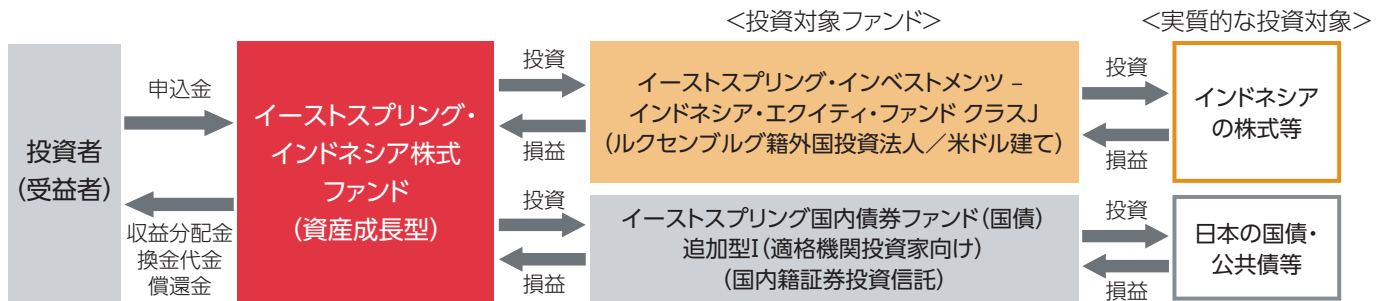 ＜投資対象ファンド＞
＜実質的な投資対象＞
投資者
（受益者）
申込金
収益分配金
換金代金
償還金
イーストスプリング・
インドネシア株式
ファンド
（資産成長型）
投資
損益
イーストスプリング・インベストメンツ –
インドネシア・エクイティ・ファンド クラスJ
（ルクセンブルグ籍外国投資法人／米ドル建て）
投資
損益
インドネシア
の株式等
投資
損益
イーストスプリング国内債券ファンド（国債）
追加型I（適格機関投資家向け）
（国内籍証券投資信託）
投資
損益
日本の国債・
公共債等